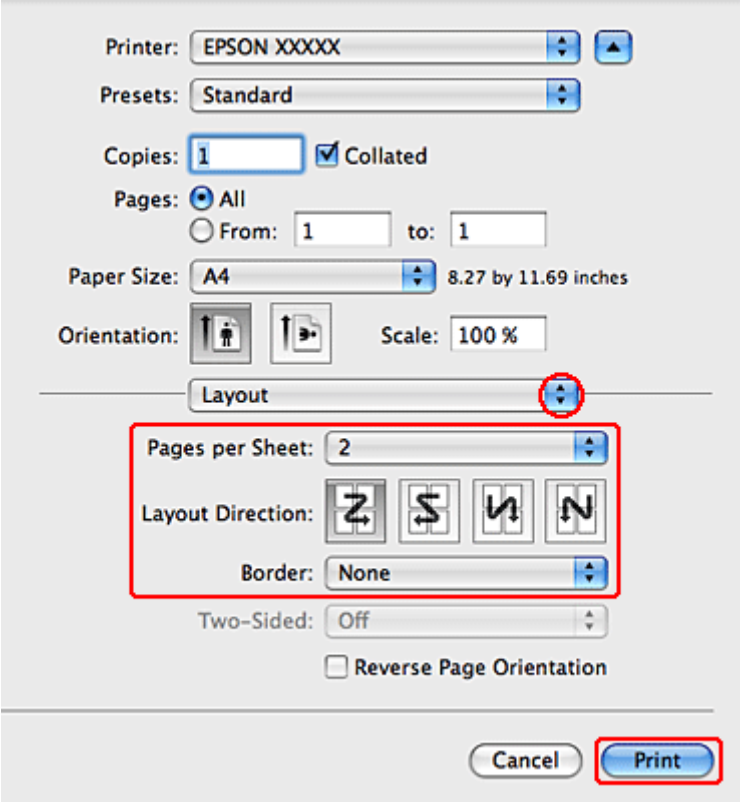 Printer: EPSON XXXXX
Presets: Standard
Copies: 1 Collated
Pages: All
From: 1 to: 1
Paper Size: A4 8.27 by 11.69 inches
Orientation: Scale: 100 %
Layout
Pages per Sheet: 2
Layout Direction:
Border: None
Two-Sided: Off
Reverse Page Orientation
Cancel Print